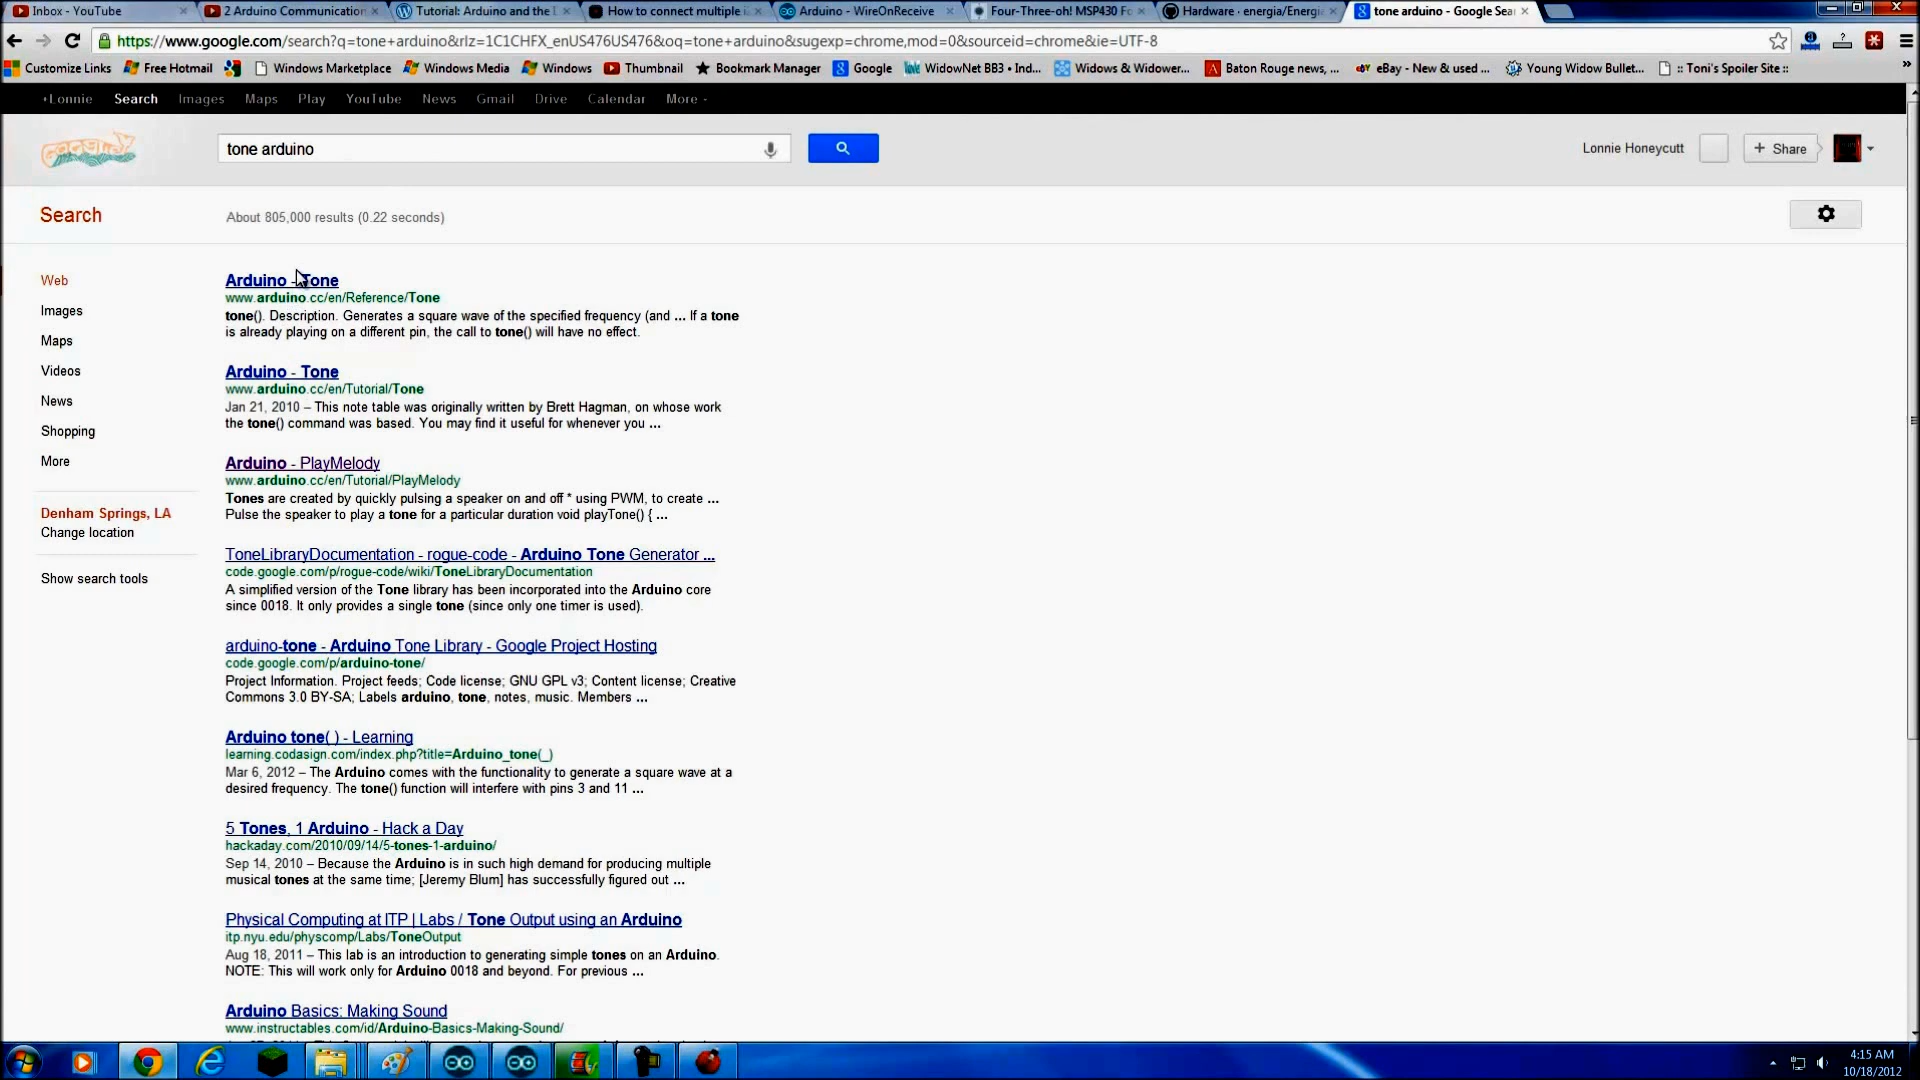 Inbox - YouTube
2 Arduino Communication
Tutorial: Arduino and the
How to connect multiple
Arduino - WireOnReceive
Four-Three-oh! MSP430 Fo
Hardware · energia/Energi
tone arduino - Google Sea
https://www.google.com/search?q=tone+arduino&rlz=1C1CHFX_enUS476US476&oq=tone+arduino&sugexp=chrome,mod=0&sourceid=chrome&ie=UTF-8
Customize Links
Free Hotmail
Windows Marketplace
Windows Media
Windows
Thumbnail
Bookmark Manager
Google
WidowNet BB3 • Ind...
Widows & Widower...
Baton Rouge news, ...
eBay - New & used ...
Young Widow Bullet...
:: Toni's Spoiler Site ::
+Lonnie Search Images Maps Play YouTube News Gmail Drive Calendar More
tone arduino
Lonnie Honeycutt
+ Share
Search
About 805,000 results (0.22 seconds)
Web
Images
Maps
Videos
News
Shopping
More
Denham Springs, LA
Change location
Show search tools
Arduino - Tone
www.arduino.cc/en/Reference/Tone
tone(). Description. Generates a square wave of the specified frequency (and ... If a tone
is already playing on a different pin, the call to tone() will have no effect.
Arduino - Tone
www.arduino.cc/en/Tutorial/Tone
Jan 21, 2010 – This note table was originally written by Brett Hagman, on whose work
the tone() command was based. You may find it useful for whenever you ...
Arduino - PlayMelody
www.arduino.cc/en/Tutorial/PlayMelody
Tones are created by quickly pulsing a speaker on and off * using PWM, to create ...
Pulse the speaker to play a tone for a particular duration void playTone() { ...
ToneLibraryDocumentation - rogue-code - Arduino Tone Generator ...
code.google.com/p/rogue-code/wiki/ToneLibraryDocumentation
A simplified version of the Tone library has been incorporated into the Arduino core
since 0018. It only provides a single tone (since only one timer is used).
arduino-tone - Arduino Tone Library - Google Project Hosting
code.google.com/p/arduino-tone/
Project Information. Project feeds; Code license; GNU GPL v3; Content license; Creative
Commons 3.0 BY-SA; Labels arduino, tone, notes, music. Members ...
Arduino tone( ) - Learning
learning.codasign.com/index.php?title=Arduino_tone(_)
Mar 6, 2012 – The Arduino comes with the functionality to generate a square wave at a
desired frequency. The tone() function will interfere with pins 3 and 11 ...
5 Tones, 1 Arduino - Hack a Day
hackaday.com/2010/09/14/5-tones-1-arduino/
Sep 14, 2010 – Because the Arduino is in such high demand for producing multiple
musical tones at the same time; [Jeremy Blum] has successfully figured out ...
Physical Computing at ITP | Labs / Tone Output using an Arduino
itp.nyu.edu/physcomp/Labs/ToneOutput
Aug 18, 2011 – This lab is an introduction to generating simple tones on an Arduino.
NOTE: This will work only for Arduino 0018 and beyond. For previous ...
Arduino Basics: Making Sound
www.instructables.com/id/Arduino-Basics-Making-Sound/
4:15 AM
10/18/2012